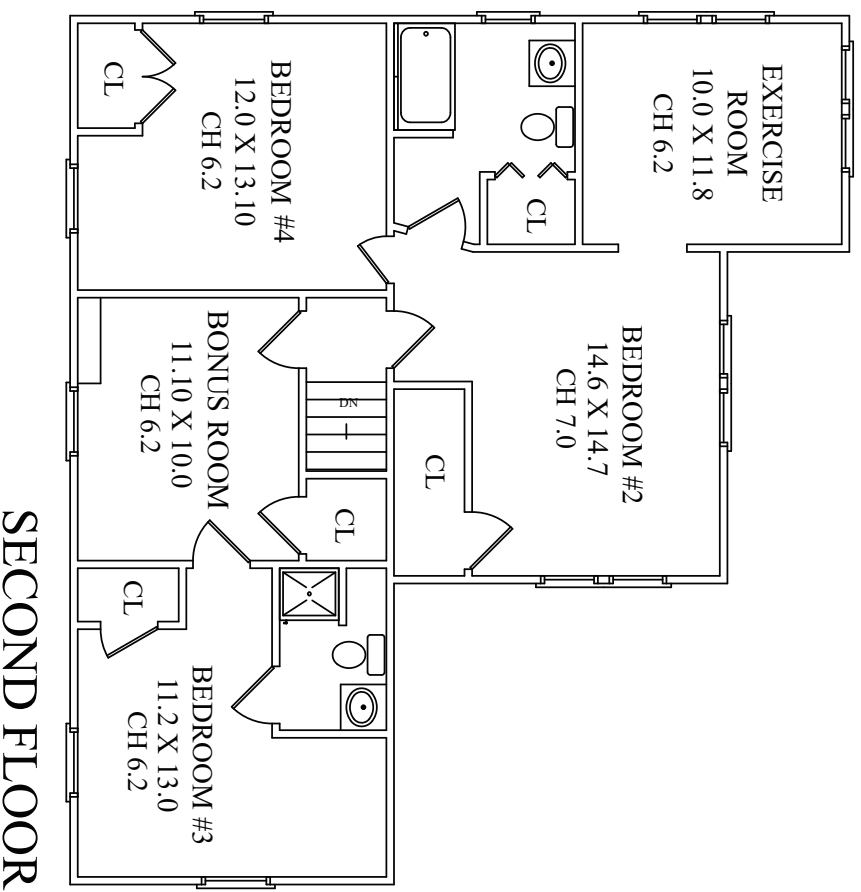 EXERCISE
ROOM
10.0 X 11.8
CH 6.2
CL
BEDROOM #2
14.6 X 14.7
CH 7.0
CL
BEDROOM #4
12.0 X 13.10
CH 6.2
CL
DN
CL
BONUS ROOM
11.10 X 10.0
CH 6.2
CL
BEDROOM #3
11.2 X 13.0
CH 6.2
SECOND FLOOR